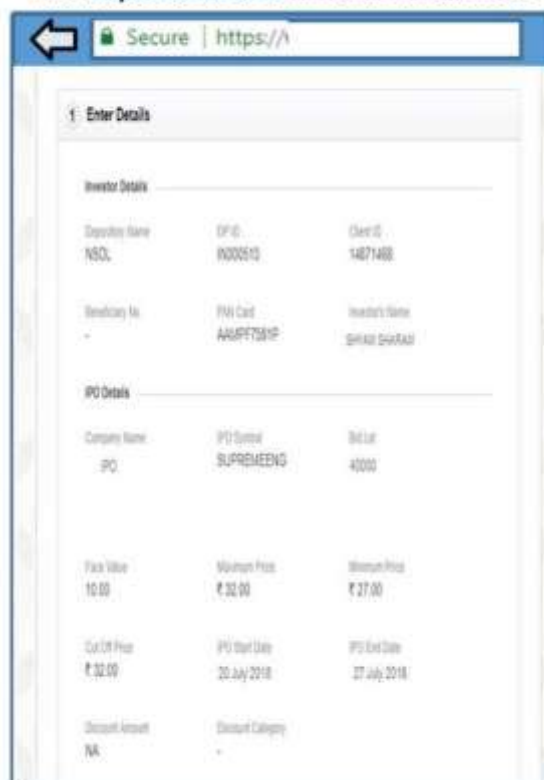 Secure | https://
1 Enter Details
Investor Details
Depository Name DP ID Client ID
NSDL 14871468
Beneficiary No. PAN Card Investor's Name
-
IPO Details
Company Name IPO Symbol Bid Lot
IPO SUPREMEENG 40000
Face Value Maximum Price Minimum Price
10.00 ₹ 32.00 ₹ 27.00
Cut Off Price IPO Start Date IPO End Date
₹ 32.00 20 July 2018 27 July 2018
Discount Amount Discount Category
NA -